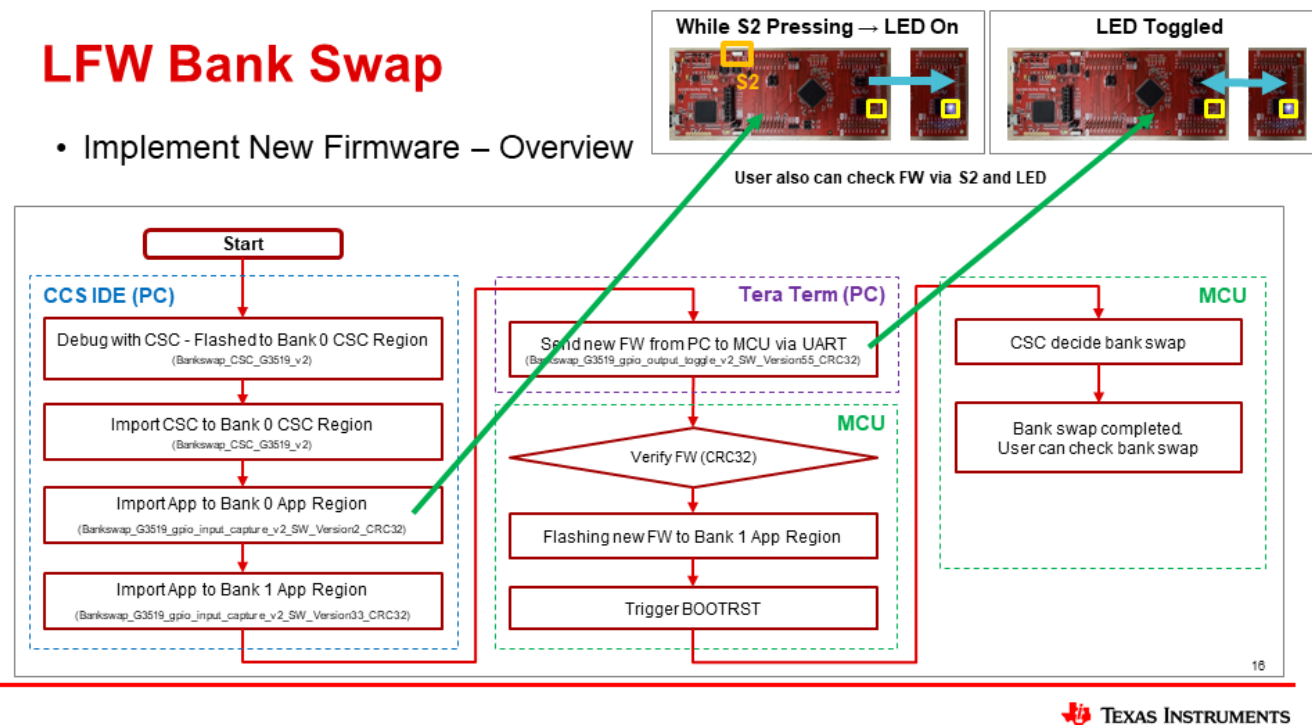 LFW Bank Swap
• Implement New Firmware – Overview
While S2 Pressing → LED On
S2
LED Toggled
User also can check FW via S2 and LED
Start
CCS IDE (PC)
Debug with CSC - Flashed to Bank 0 CSC Region
(Bankswap_CSC_G3519_v2)
Import CSC to Bank 0 CSC Region
(Bankswap_CSC_G3519_v2)
Import App to Bank 0 App Region
(Bankswap_G3519_gpio_input_capture_v2_SW_Version2_CRC32)
Import App to Bank 1 App Region
(Bankswap_G3519_gpio_input_capture_v2_SW_Version33_CRC32)
Tera Term (PC)
Send new FW from PC to MCU via UART
(Bankswap_G3519_gpio_output_toggle_v2_SW_Version55_CRC32)
MCU
Verify FW (CRC32)
Flashing new FW to Bank 1 App Region
Trigger BOOTRST
MCU
CSC decide bank swap
Bank swap completed.
User can check bank swap
16
TEXAS INSTRUMENTS